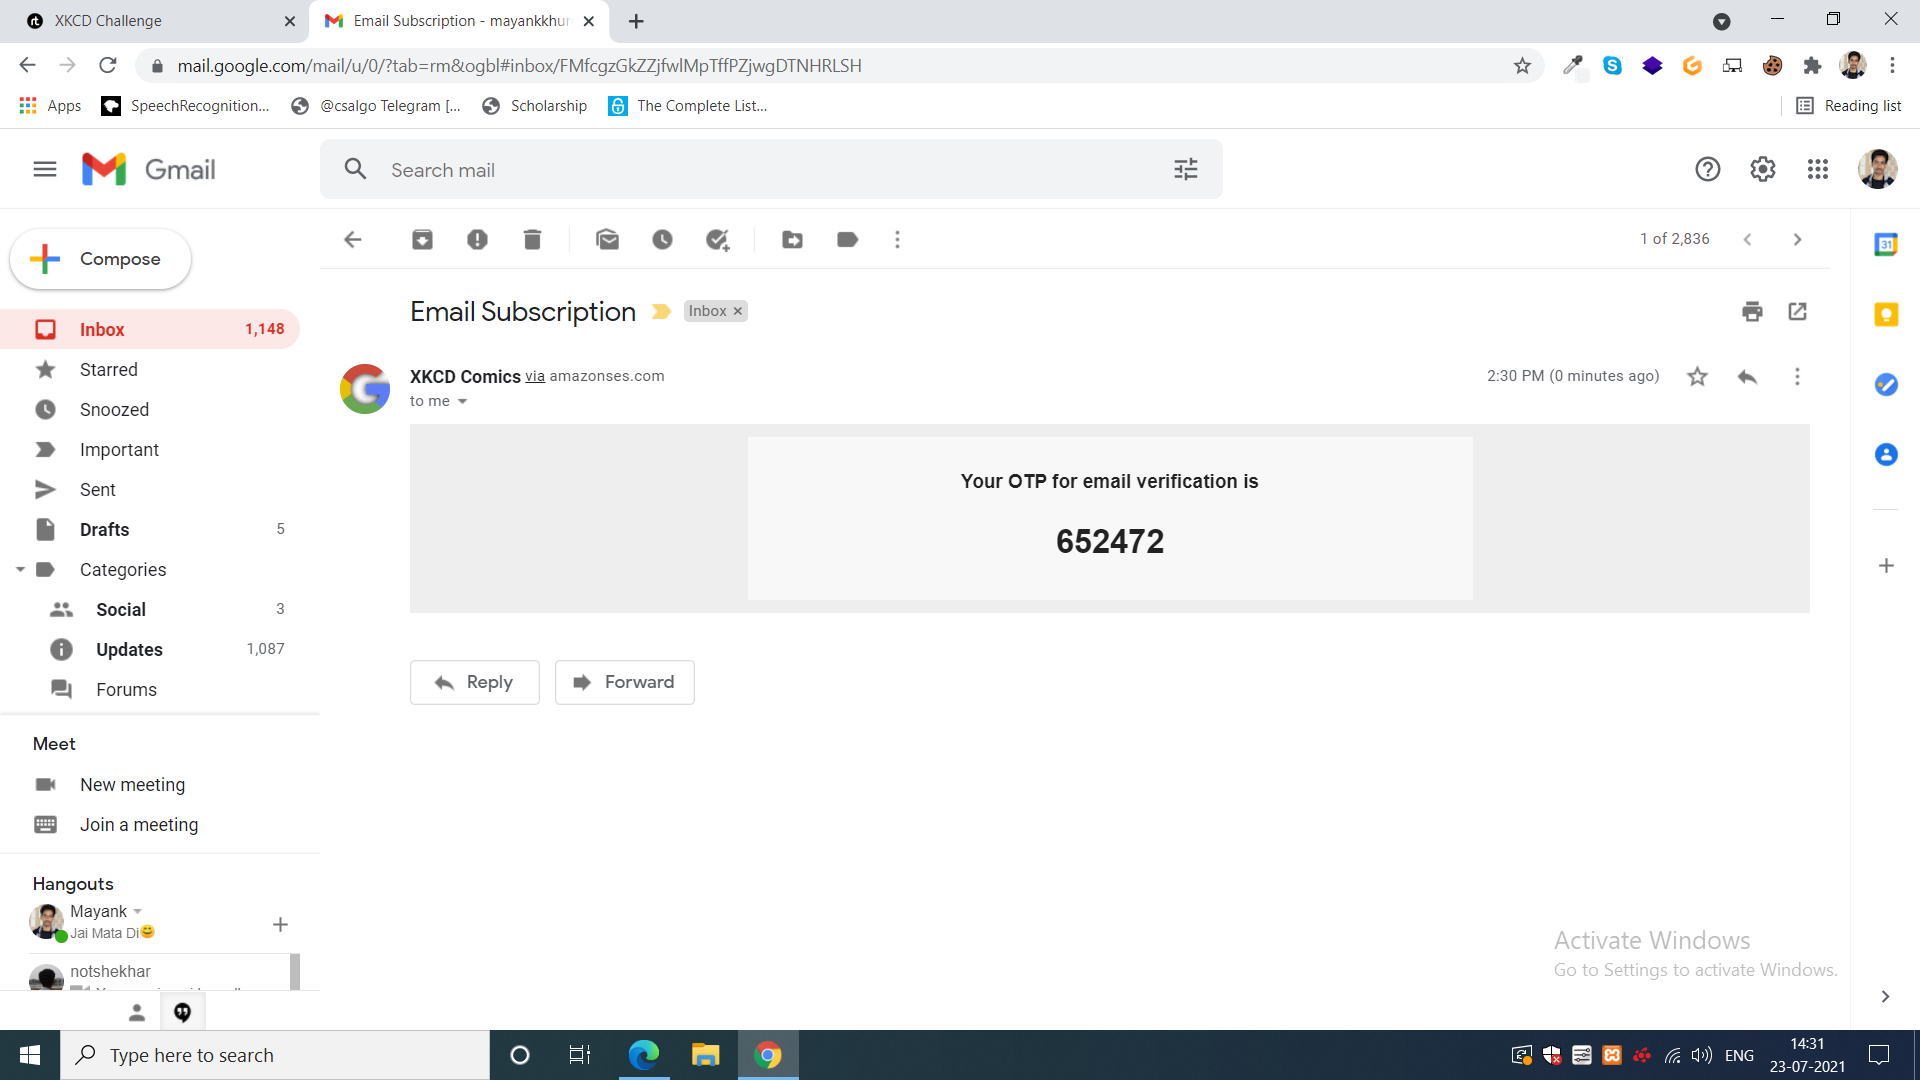 XKCD Challenge
Email Subscription - mayankkhur
mail.google.com/mail/u/0/?tab=rm&ogbl#inbox/FMfcgzGkZZjfwlMpTffPZjwgDTNHRLSH
Apps
SpeechRecognition...
@csalgo Telegram [...
Scholarship
The Complete List...
Reading list
Gmail
Search mail
Compose
1 of 2,836
Email Subscription
Inbox ×
XKCD Comics via amazonses.com
2:30 PM (0 minutes ago)
to me
Your OTP for email verification is
652472
Reply
Forward
Inbox 1,148
Starred
Snoozed
Important
Sent
Drafts 5
Categories
Social 3
Updates 1,087
Forums
Meet
New meeting
Join a meeting
Hangouts
Mayank
Jai Mata Di😊
notshekhar
31
Activate Windows
Go to Settings to activate Windows.
Type here to search
ENG
14:31
23-07-2021